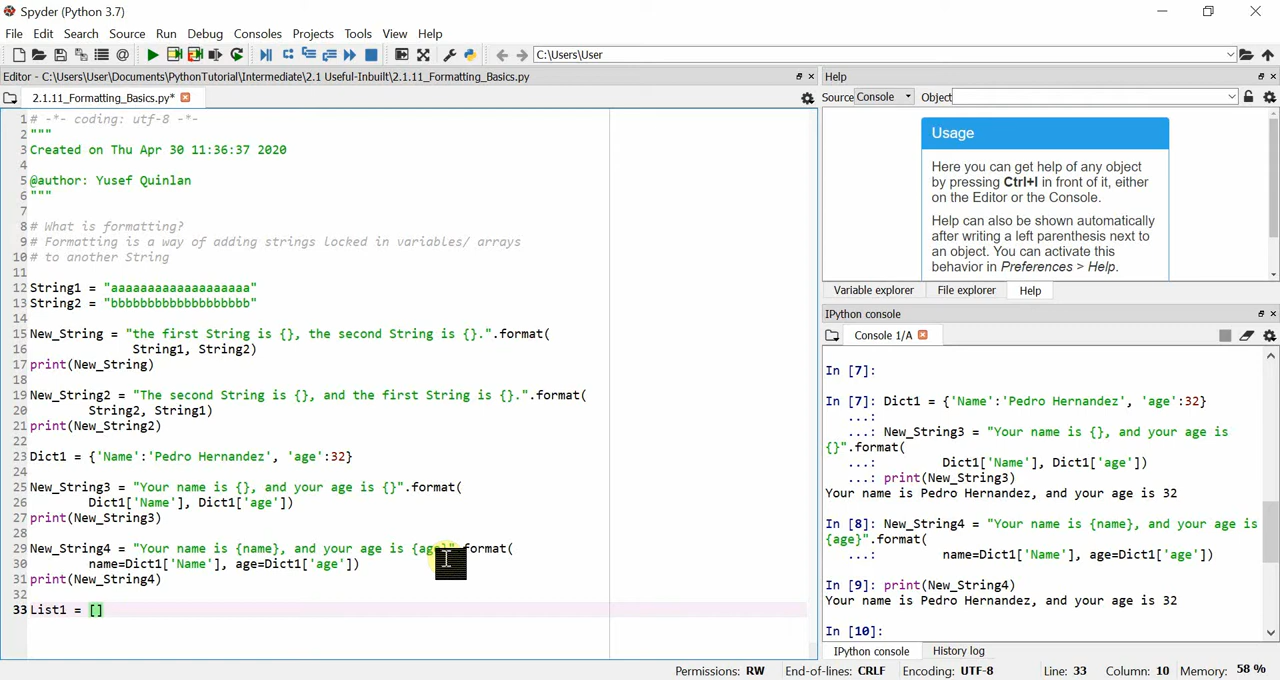 Spyder (Python 3.7)
File Edit Search Source Run Debug Consoles Projects Tools View Help
C:\Users\User
Editor - C:\Users\User\Documents\PythonTutorial\Intermediate\2.1 Useful-Inbuilt\2.1.11_Formatting_Basics.py
2.1.11_Formatting_Basics.py*
1 # -*- coding: utf-8 -*-
2 """
3 Created on Thu Apr 30 11:36:37 2020
4
5 @author: Yusef Quinlan
6 """
7
8 # What is formatting?
9 # Formatting is a way of adding strings locked in variables/ arrays
10 # to another String
11
12 String1 = "aaaaaaaaaaaaaaaaaaa"
13 String2 = "bbbbbbbbbbbbbbbbbbb"
14
15 New_String = "the first String is {}, the second String is {}.".format(
16 String1, String2)
17 print(New_String)
18
19 New_String2 = "The second String is {}, and the first String is {}.".format(
20 String2, String1)
21 print(New_String2)
22
23 Dict1 = {'Name':'Pedro Hernandez', 'age':32}
24
25 New_String3 = "Your name is {}, and your age is {}".format(
26 Dict1['Name'], Dict1['age'])
27 print(New_String3)
28
29 New_String4 = "Your name is {name}, and your age is {age}".format(
30 name=Dict1['Name'], age=Dict1['age'])
31 print(New_String4)
32
33 List1 = []
Help
Source Console Object
Usage
Here you can get help of any object
by pressing Ctrl+I in front of it, either
on the Editor or the Console.
Help can also be shown automatically
after writing a left parenthesis next to
an object. You can activate this
behavior in Preferences > Help.
Variable explorer File explorer Help
IPython console
Console 1/A
In [7]:
In [7]: Dict1 = {'Name':'Pedro Hernandez', 'age':32}
...:
...: New_String3 = "Your name is {}, and your age is
{}".format(
...: Dict1['Name'], Dict1['age'])
...: print(New_String3)
Your name is Pedro Hernandez, and your age is 32
In [8]: New_String4 = "Your name is {name}, and your age is
{age}".format(
...: name=Dict1['Name'], age=Dict1['age'])
In [9]: print(New_String4)
Your name is Pedro Hernandez, and your age is 32
In [10]:
IPython console History log
Permissions: RW End-of-lines: CRLF Encoding: UTF-8 Line: 33 Column: 10 Memory: 58 %